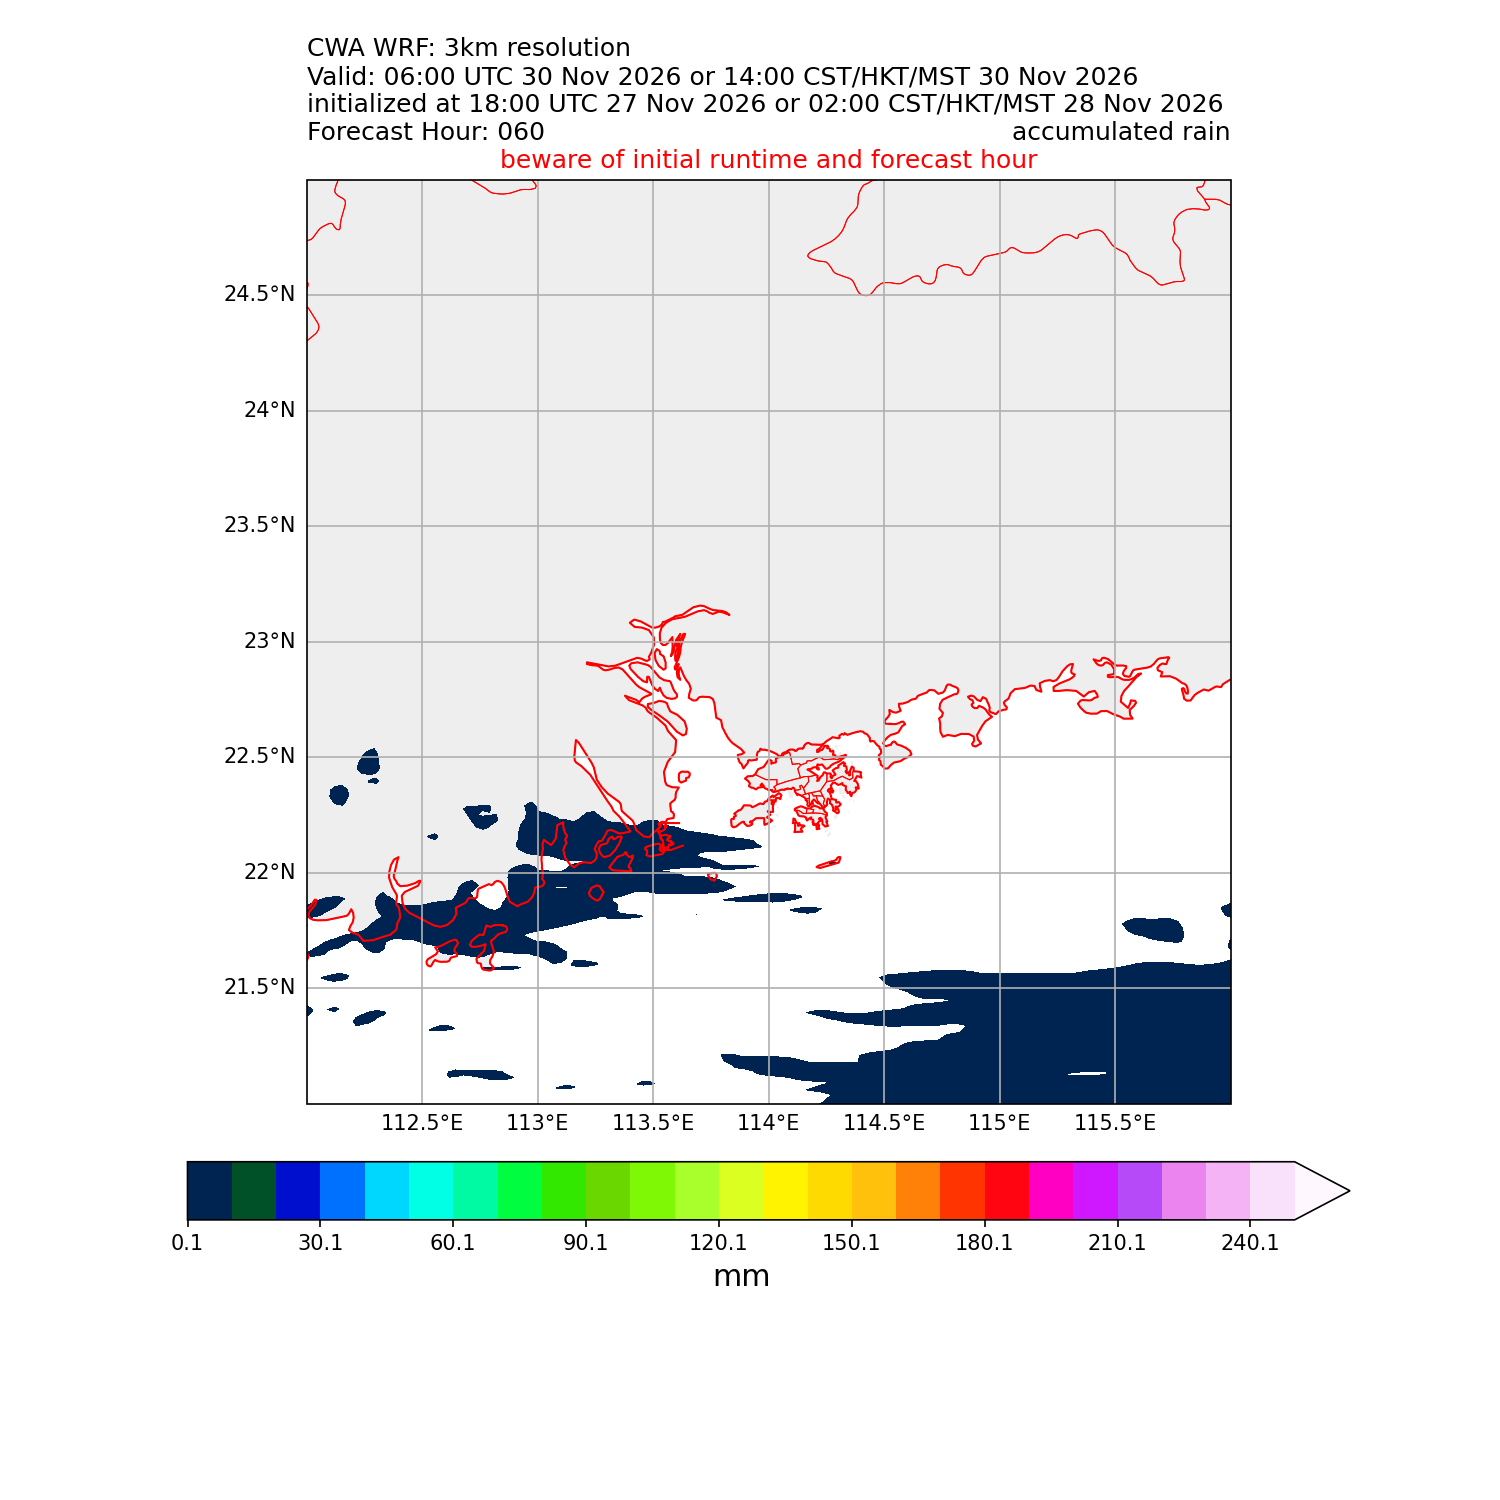 CWA WRF: 3km resolution
Valid: 06:00 UTC 30 Nov 2026 or 14:00 CST/HKT/MST 30 Nov 2026
initialized at 18:00 UTC 27 Nov 2026 or 02:00 CST/HKT/MST 28 Nov 2026
Forecast Hour: 060 accumulated rain
beware of initial runtime and forecast hour
24.5°N
24°N
23.5°N
23°N
22.5°N
22°N
21.5°N
112.5°E 113°E 113.5°E 114°E 114.5°E 115°E 115.5°E
0.1 30.1 60.1 90.1 120.1 150.1 180.1 210.1 240.1
mm